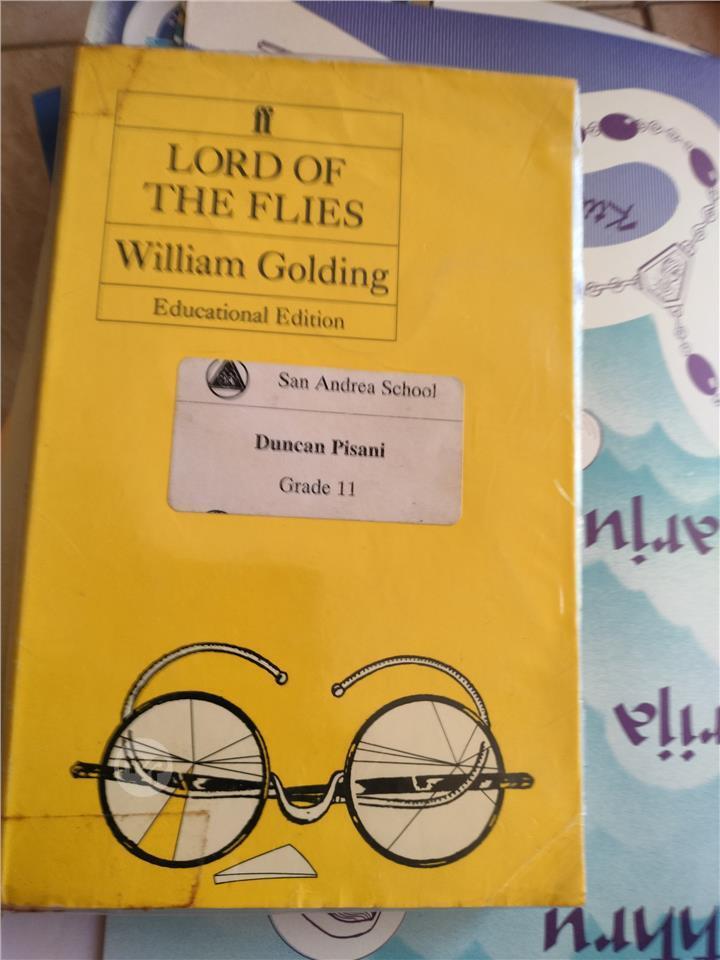 ff
LORD OF
THE FLIES
William Golding
Educational Edition
San Andrea School
Duncan Pisani
Grade 11